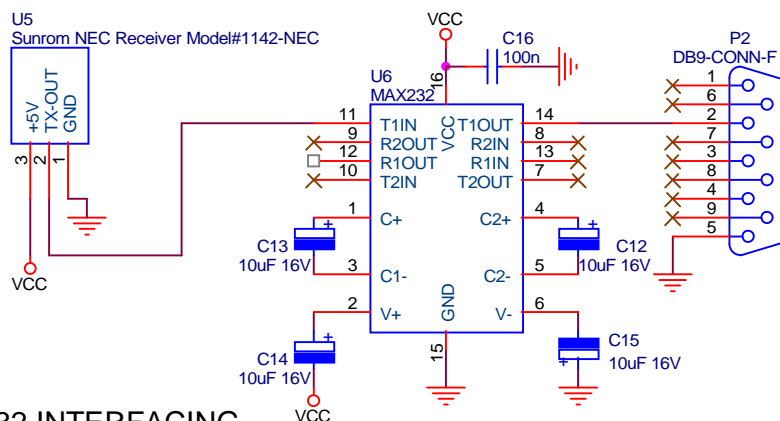 U5
Sunrom NEC Receiver Model#1142-NEC
+5V
TX-OUT
GND
3
2
1
VCC
VCC
C16
100n
U6
MAX232
16
VCC
11 T1IN
9 R2OUT
12 R1OUT
10 T2IN
1 C+
3 C1-
2 V+
T1OUT 14
R2IN 8
R1IN 13
T2OUT 7
C2+ 4
C2- 5
V- 6
GND
15
C13
10uF 16V
C14
10uF 16V
VCC
C12
10uF 16V
C15
10uF 16V
P2
DB9-CONN-F
1
6
2
7
3
8
4
9
5
32 INTERFACING